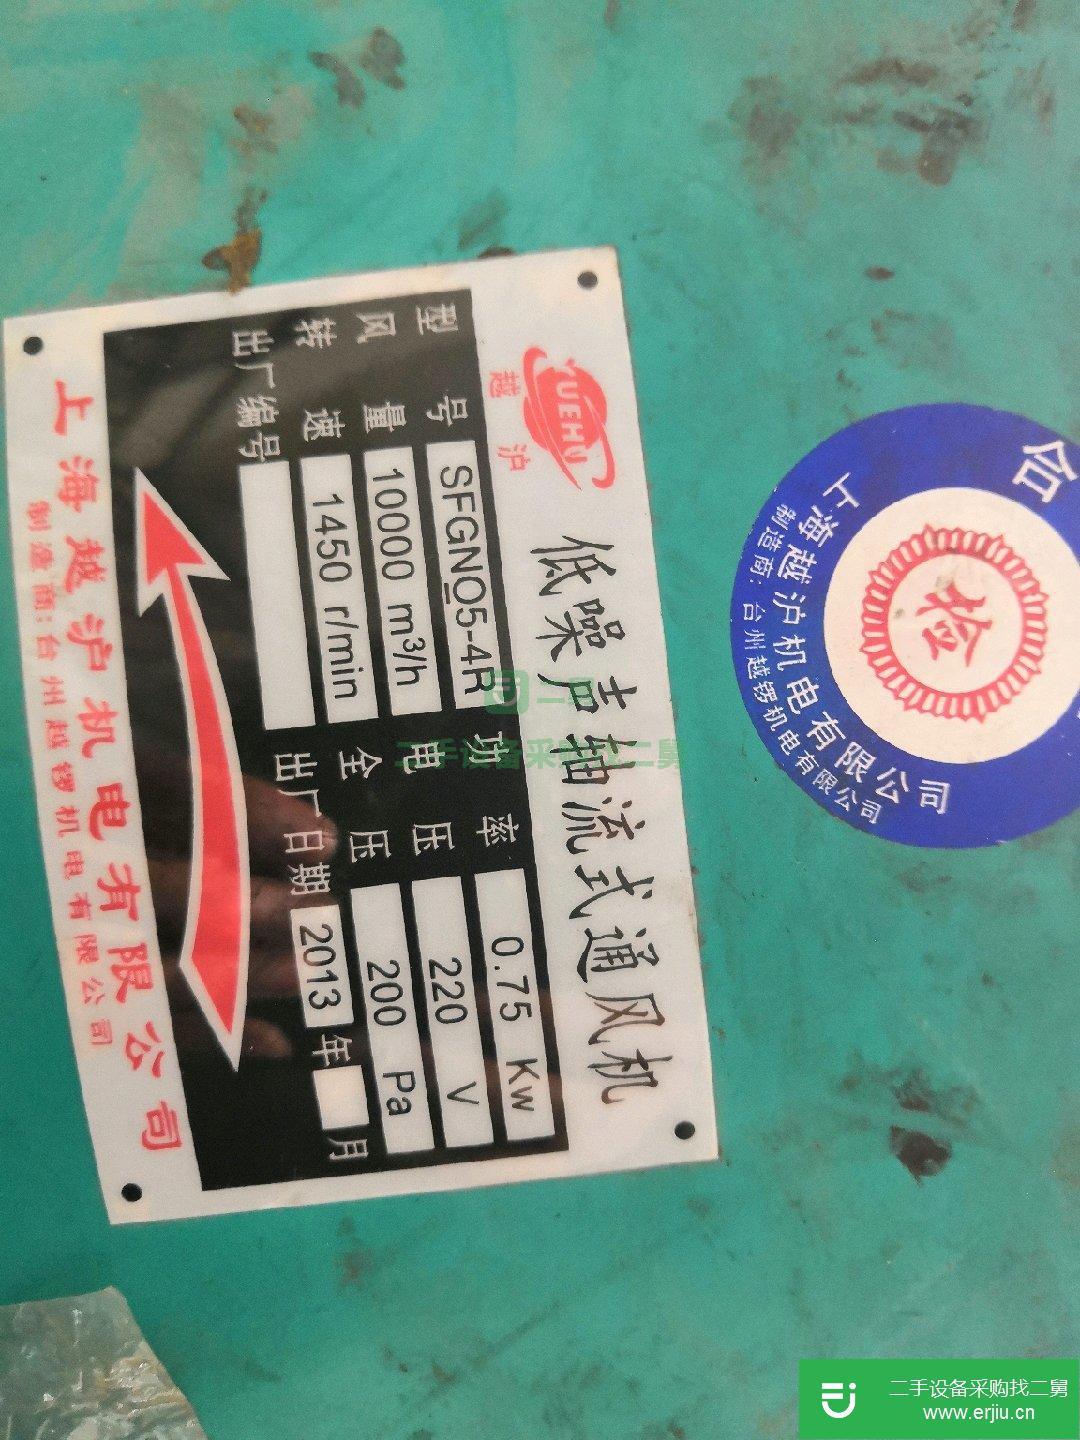 YUEHU
越 沪
低噪声轴流式通风机
型 号 SFGNO5-4R 功 率 0.75 Kw
风 量 10000 m³/h 电 压 220 V
转 速 1450 r/min 全 压 200 Pa
出厂编号 出厂日期 2013 年 月
上海越沪机电有限公司
制造商:台州越锣机电有限公司
合
检
上海越沪机电有限公司
制造商:台州越锣机电有限公司
二舅
二手设备采购找二舅
二手设备采购找二舅
www.erjiu.cn